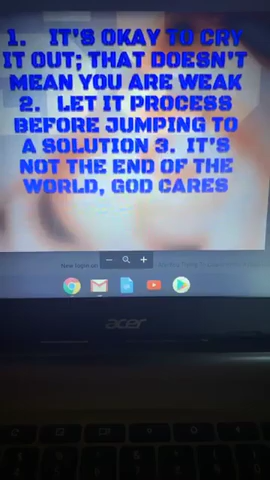 1. IT'S OKAY TO CRY
IT OUT; THAT DOESN'T
MEAN YOU ARE WEAK
2. LET IT PROCESS
BEFORE JUMPING TO
A SOLUTION 3. IT'S
NOT THE END OF THE
WORLD, GOD CARES
acer